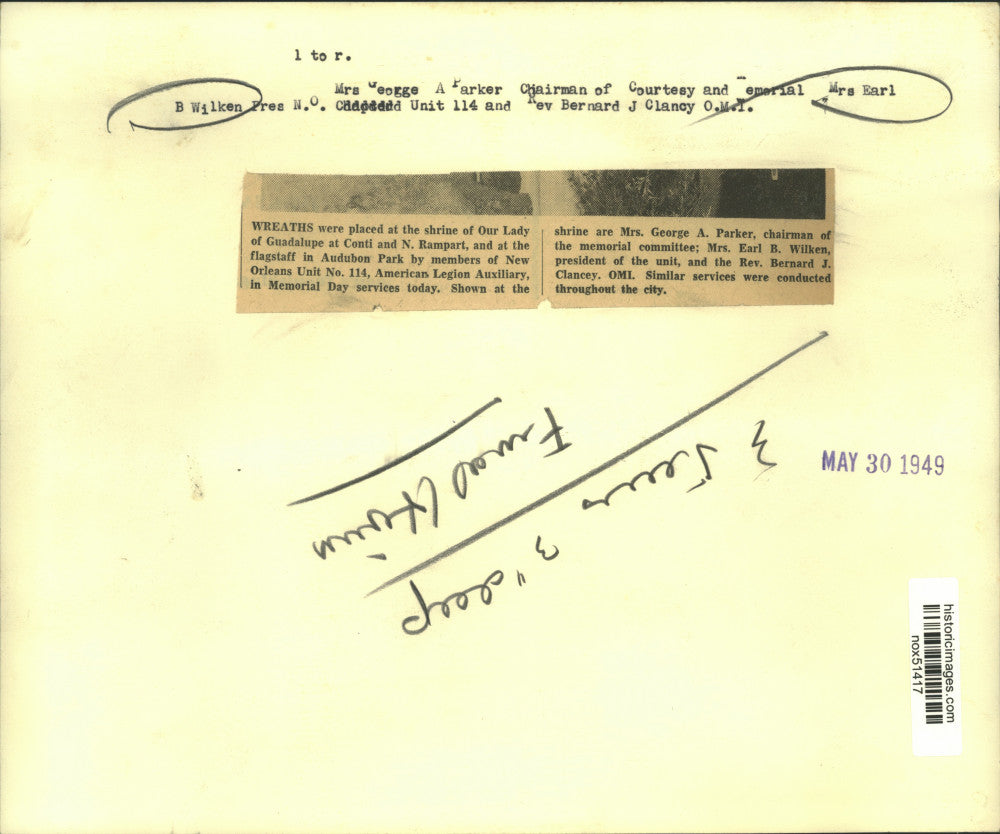 l to r.
Mrs George A Parker Chairman of Courtesy and Memorial Mrs Earl
B Wilken Pres N.O. Unit 114 and Rev Bernard J Clancy O.M.I.
WREATHS were placed at the shrine of Our Lady
of Guadalupe at Conti and N. Rampart, and at the
flagstaff in Audubon Park by members of New
Orleans Unit No. 114, American Legion Auxiliary,
in Memorial Day services today. Shown at the
shrine are Mrs. George A. Parker, chairman of
the memorial committee; Mrs. Earl B. Wilken,
president of the unit, and the Rev. Bernard J.
Clancey. OMI. Similar services were conducted
throughout the city.
MAY 30 1949
3
3" deep
Final
historicimages.com
nox51417